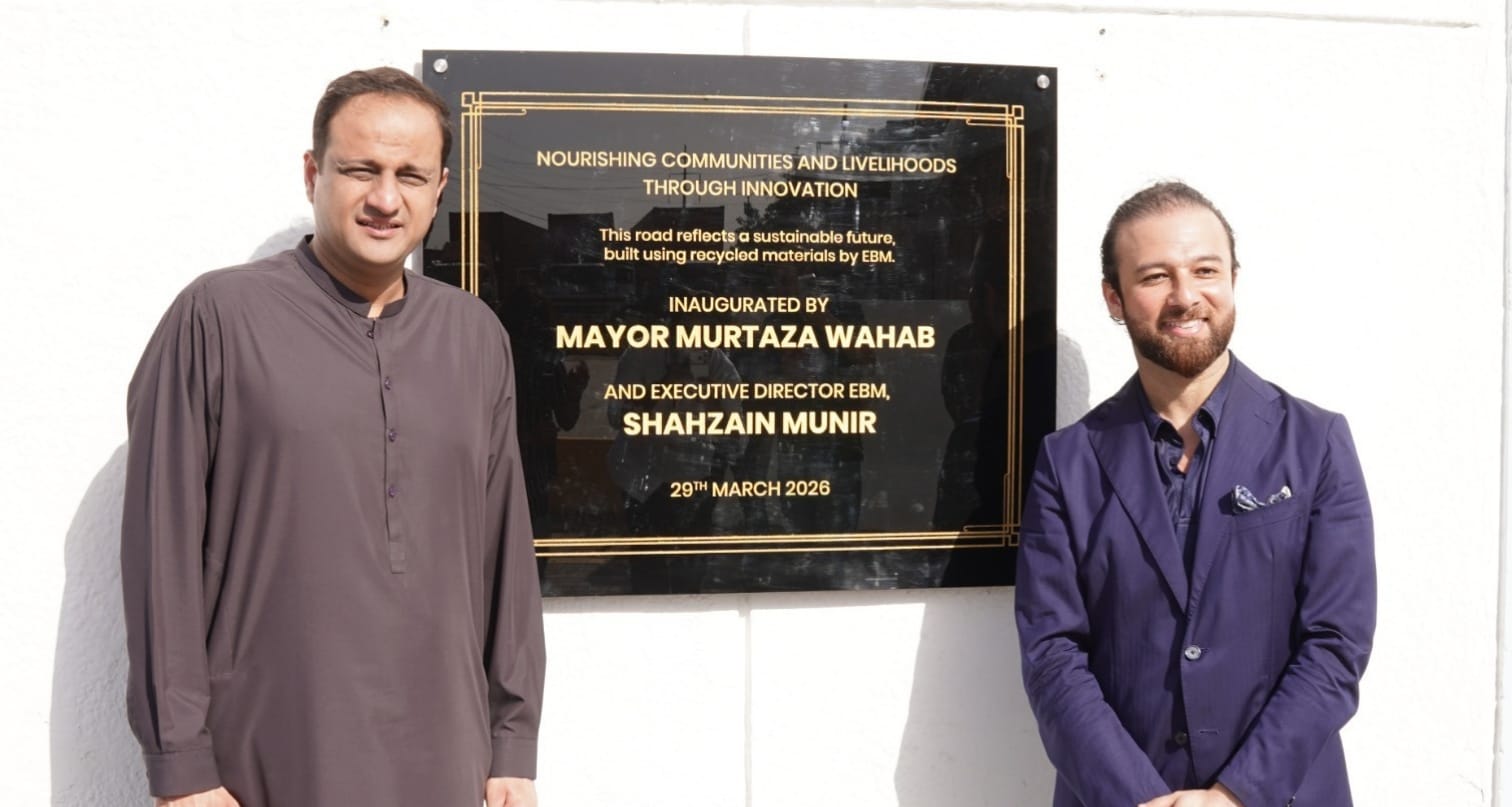 NOURISHING COMMUNITIES AND LIVELIHOODS
THROUGH INNOVATION
This road reflects a sustainable future,
built using recycled materials by EBM.
INAUGURATED BY
MAYOR MURTAZA WAHAB
AND EXECUTIVE DIRECTOR EBM,
SHAHZAIN MUNIR
29TH MARCH 2026